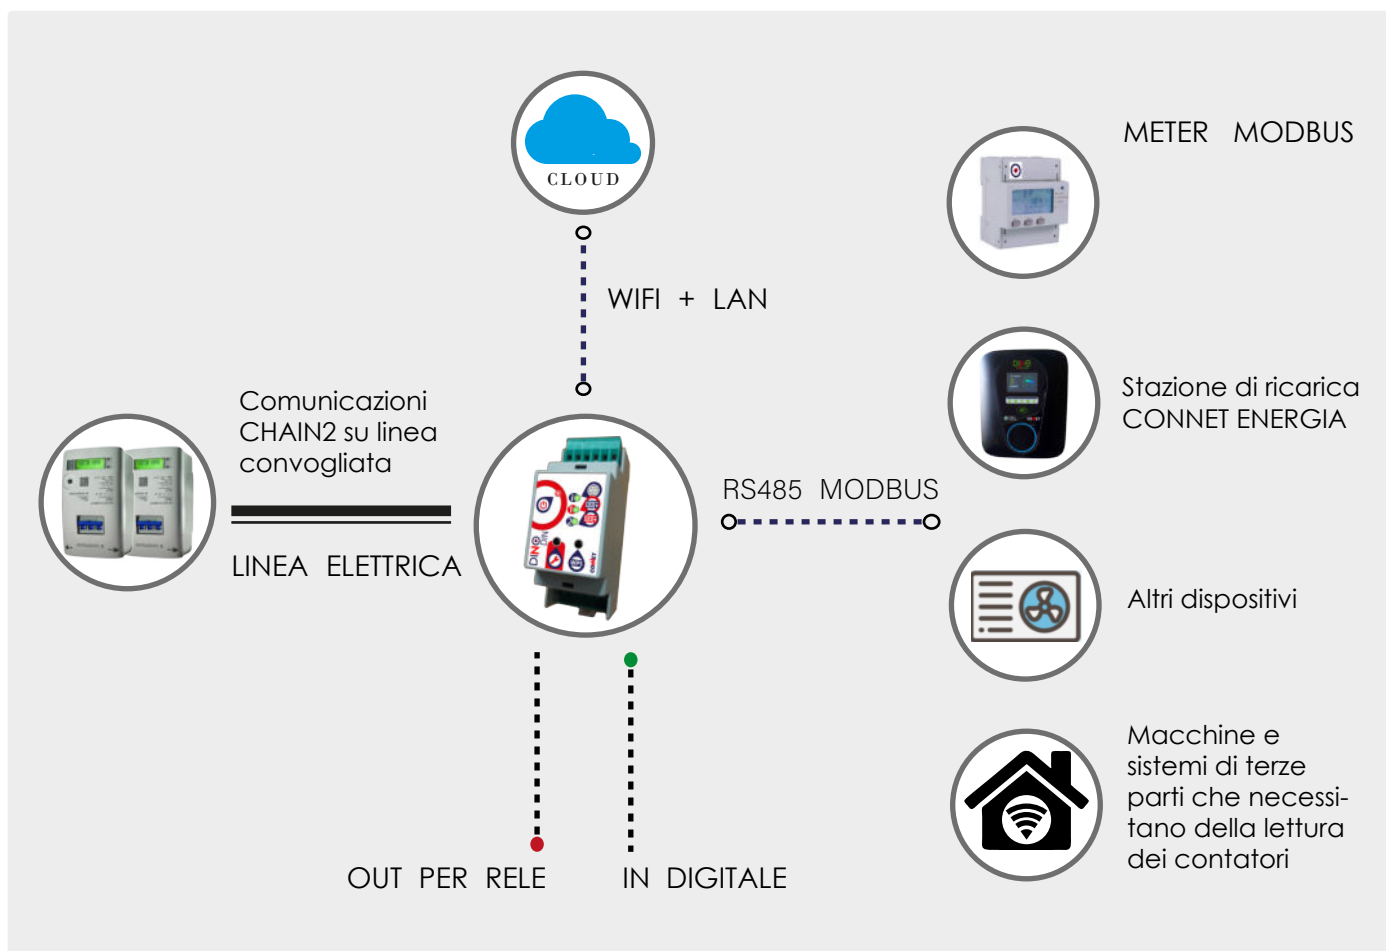 CLOUD
METER MODBUS
WIFI + LAN
Stazione di ricarica
CONNET ENERGIA
Comunicazioni
CHAIN2 su linea
convogliata
RS485 MODBUS
LINEA ELETTRICA
DINO
DIN
Altri dispositivi
Macchine e
sistemi di terze
parti che necessi-
tano della lettura
dei contatori
OUT PER RELE
IN DIGITALE